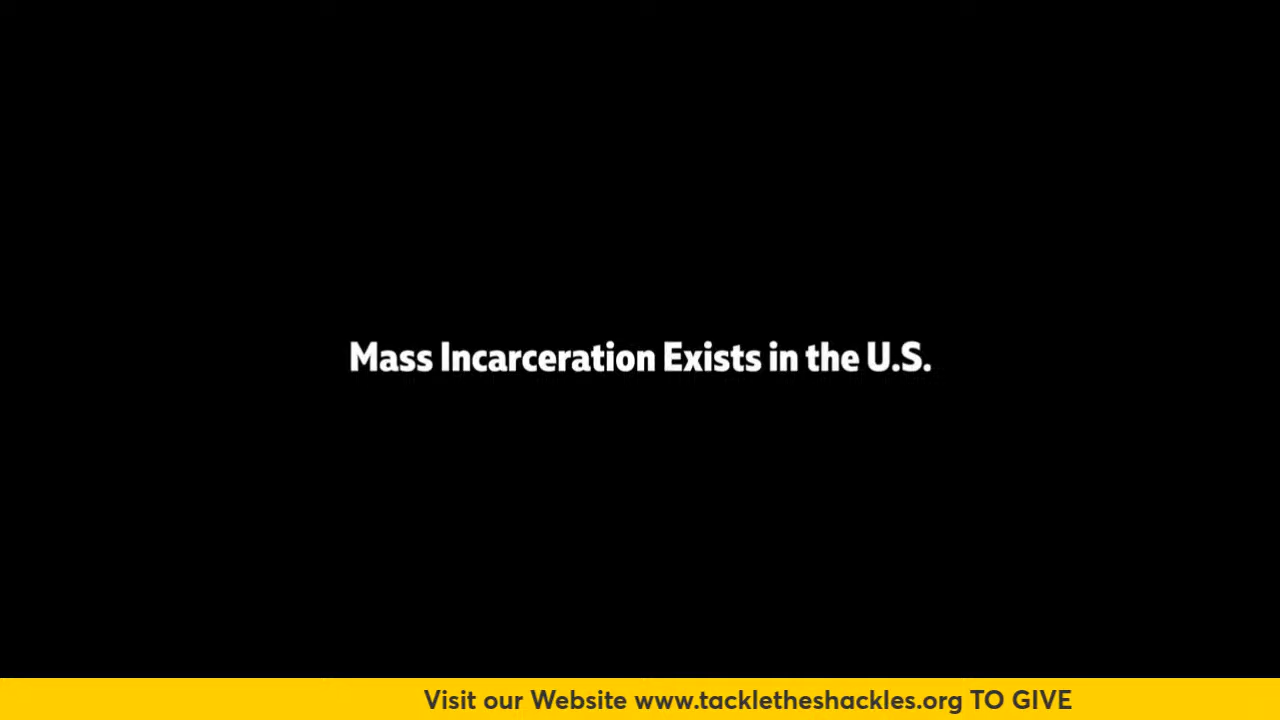 Mass Incarceration Exists in the U.S.
Visit our Website www.tackletheshackles.org TO GIVE